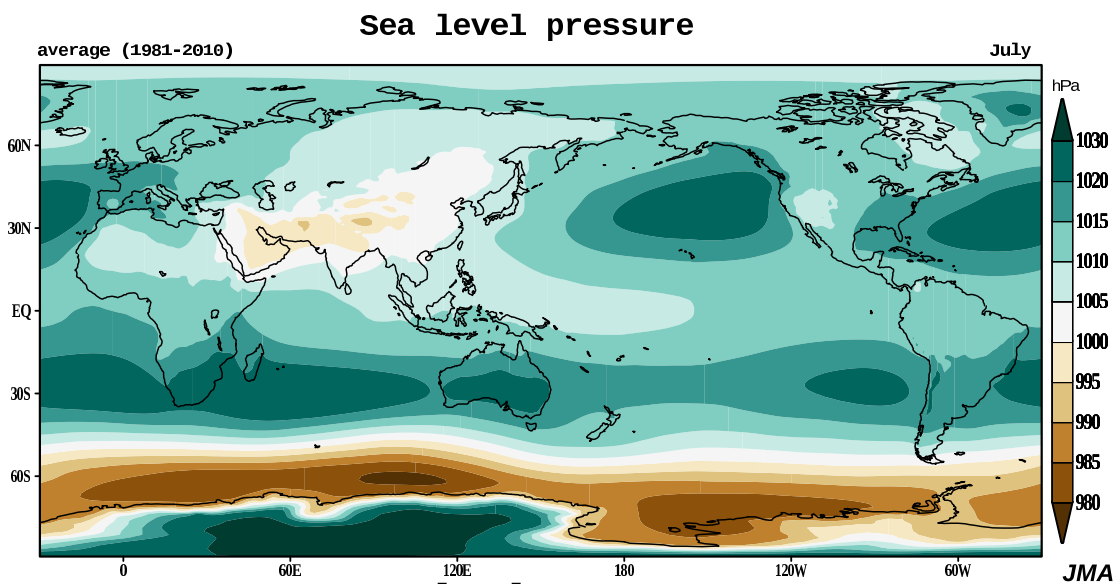 Sea level pressure
average (1981-2010)
July
hPa
1030
1020
1015
1010
1005
1000
995
990
985
980
60N
30N
EQ
30S
60S
0
60E
120E
180
120W
60W
JMA